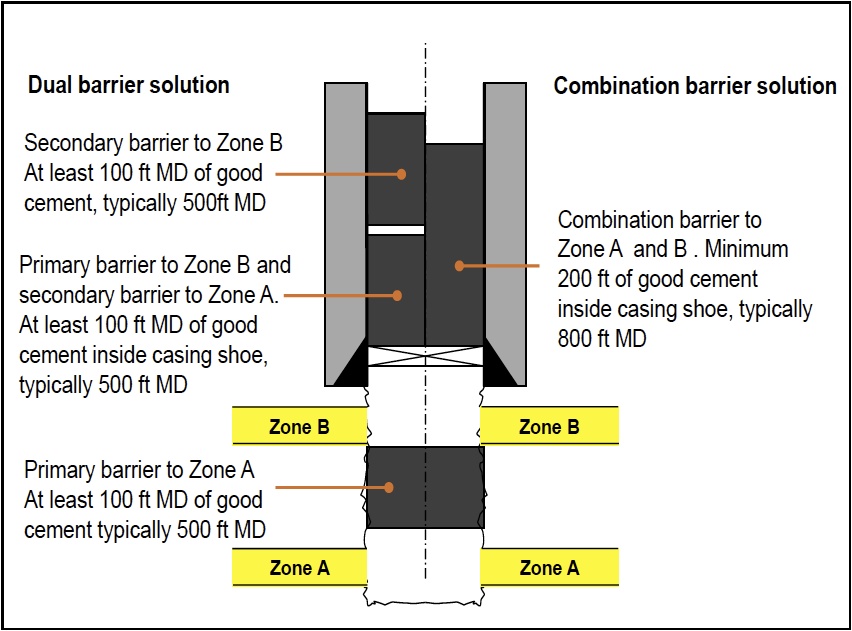 Dual barrier solution
Combination barrier solution
Secondary barrier to Zone B
At least 100 ft MD of good
cement, typically 500ft MD
Primary barrier to Zone B and
secondary barrier to Zone A.
At least 100 ft MD of good
cement inside casing shoe,
typically 500 ft MD
Combination barrier to
Zone A and B . Minimum
200 ft of good cement
inside casing shoe, typically
800 ft MD
Zone B
Zone B
Primary barrier to Zone A
At least 100 ft MD of good
cement typically 500 ft MD
Zone A
Zone A